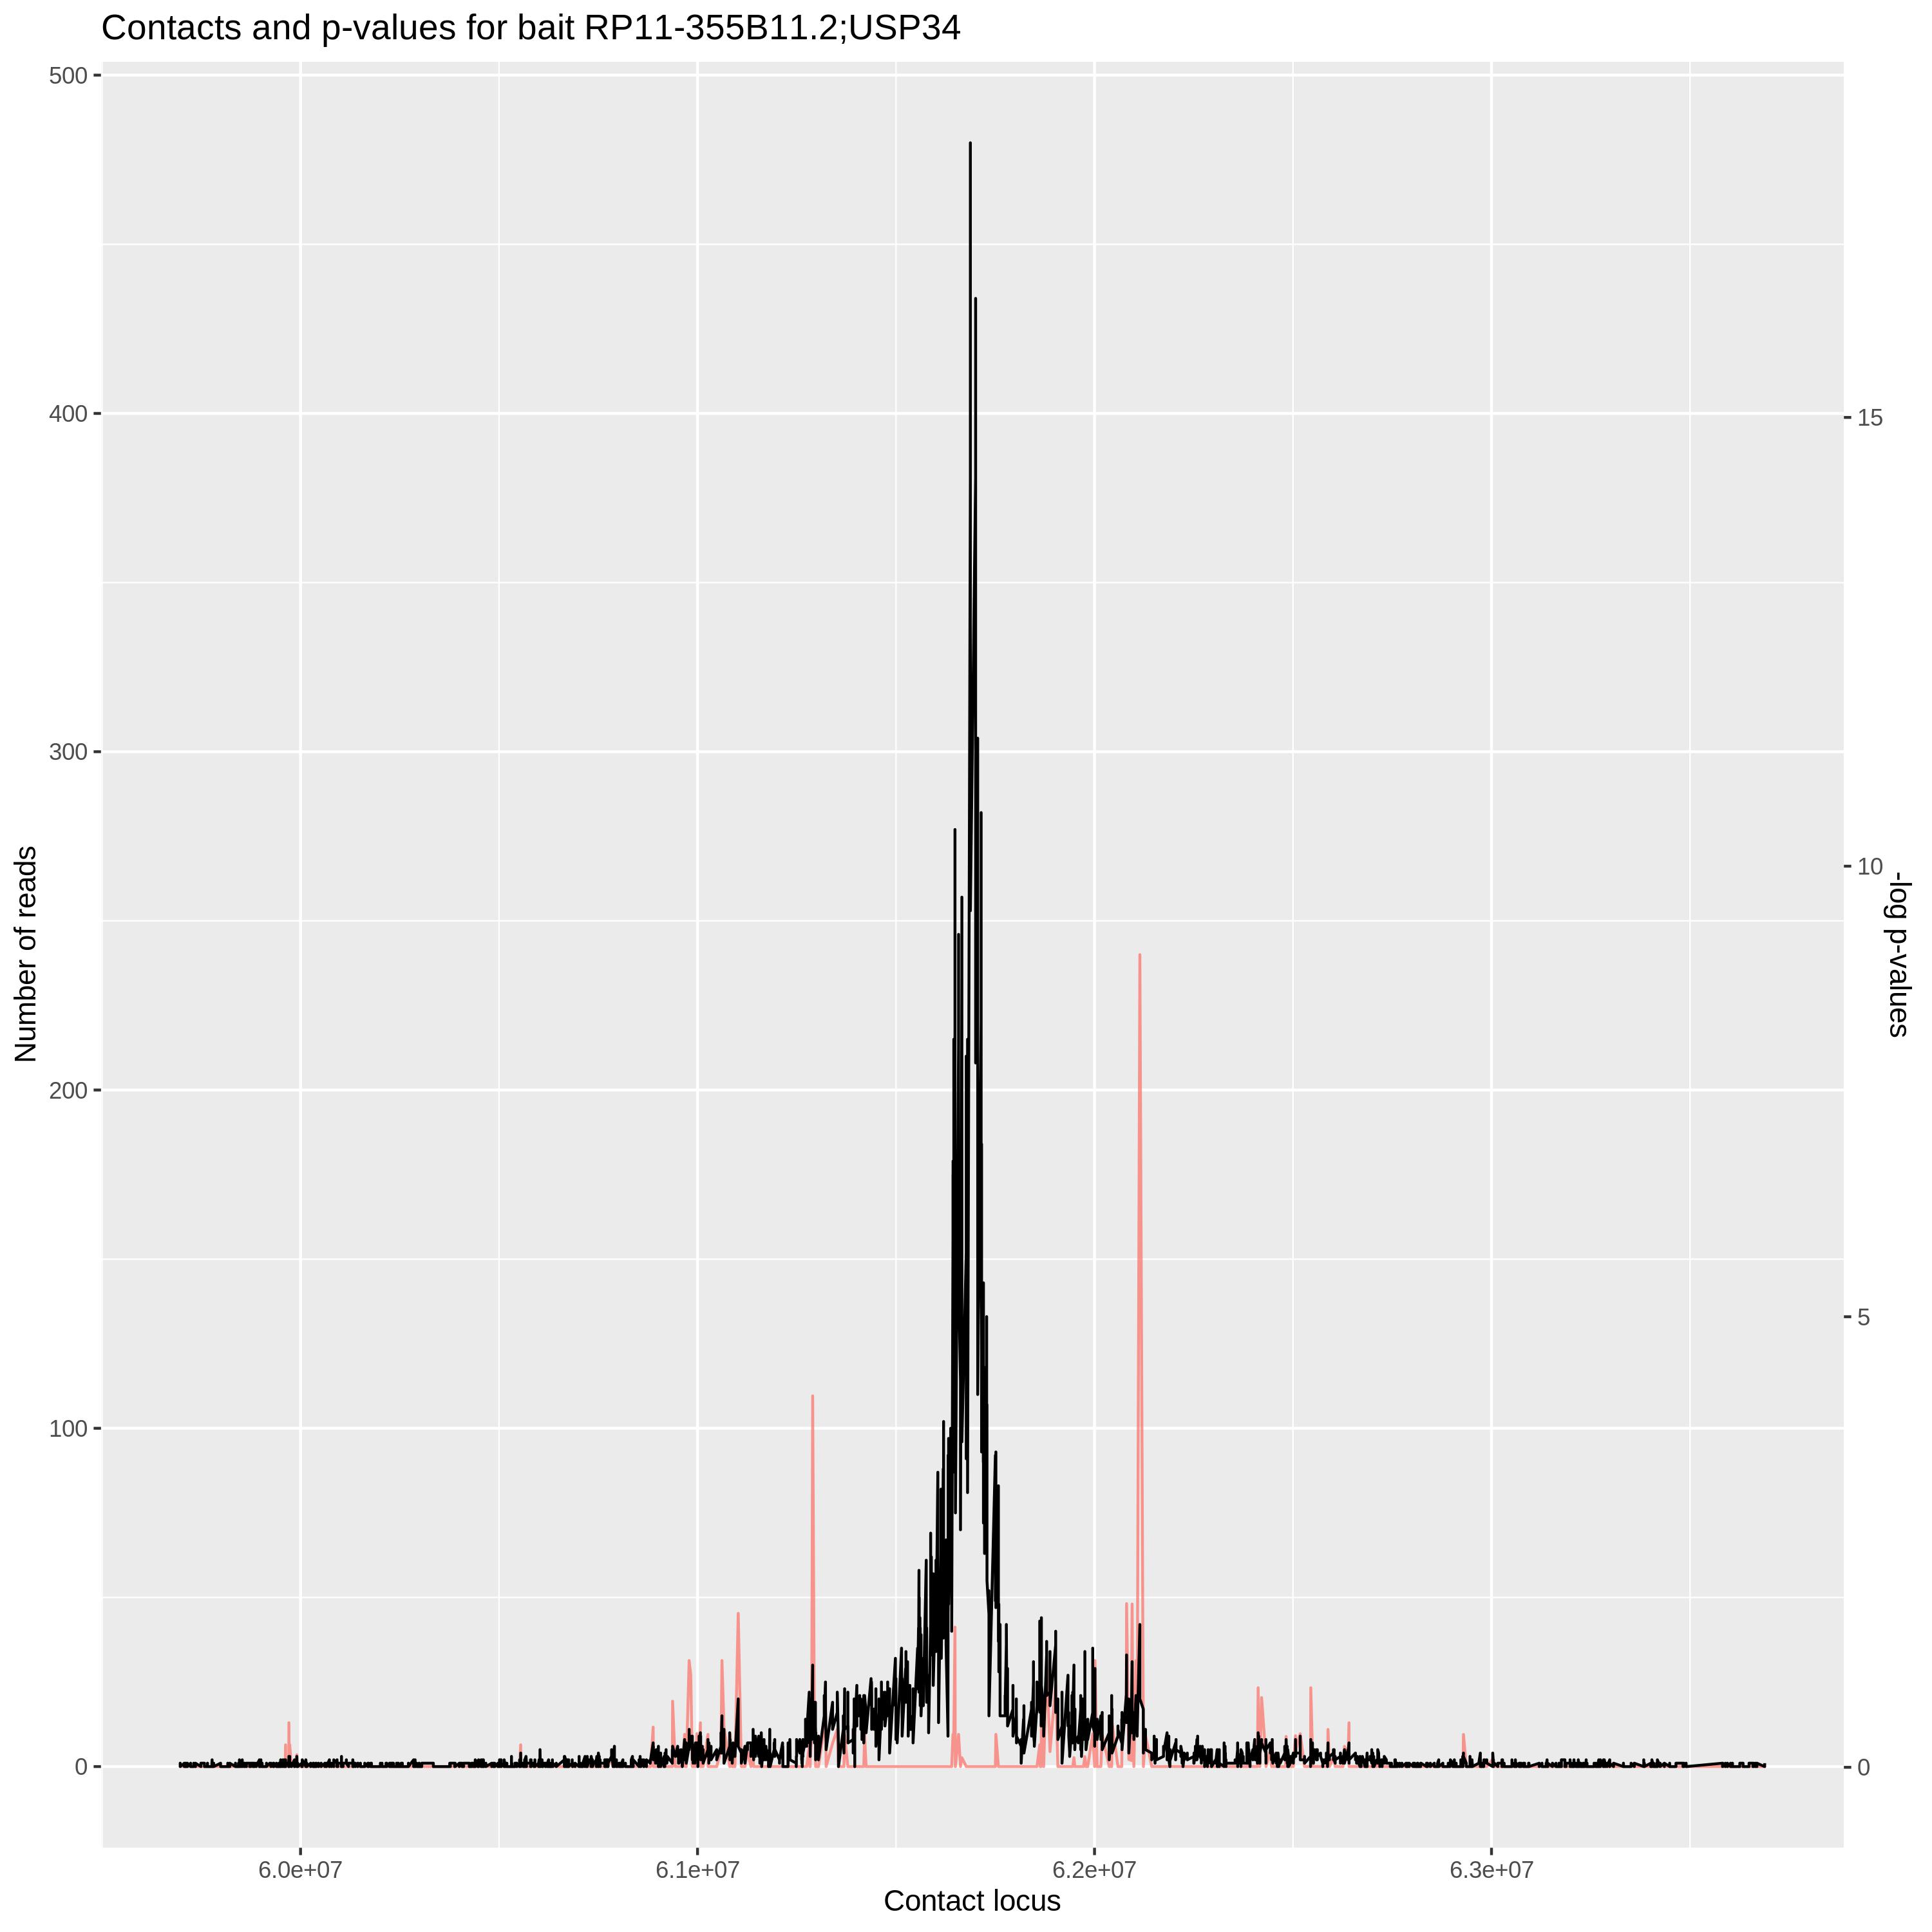 Contacts and p-values for bait RP11-355B11.2;USP34
500
400
300
200
100
0
Number of reads
15
10
5
0
-log p-values
6.0e+07 6.1e+07 6.2e+07 6.3e+07
Contact locus